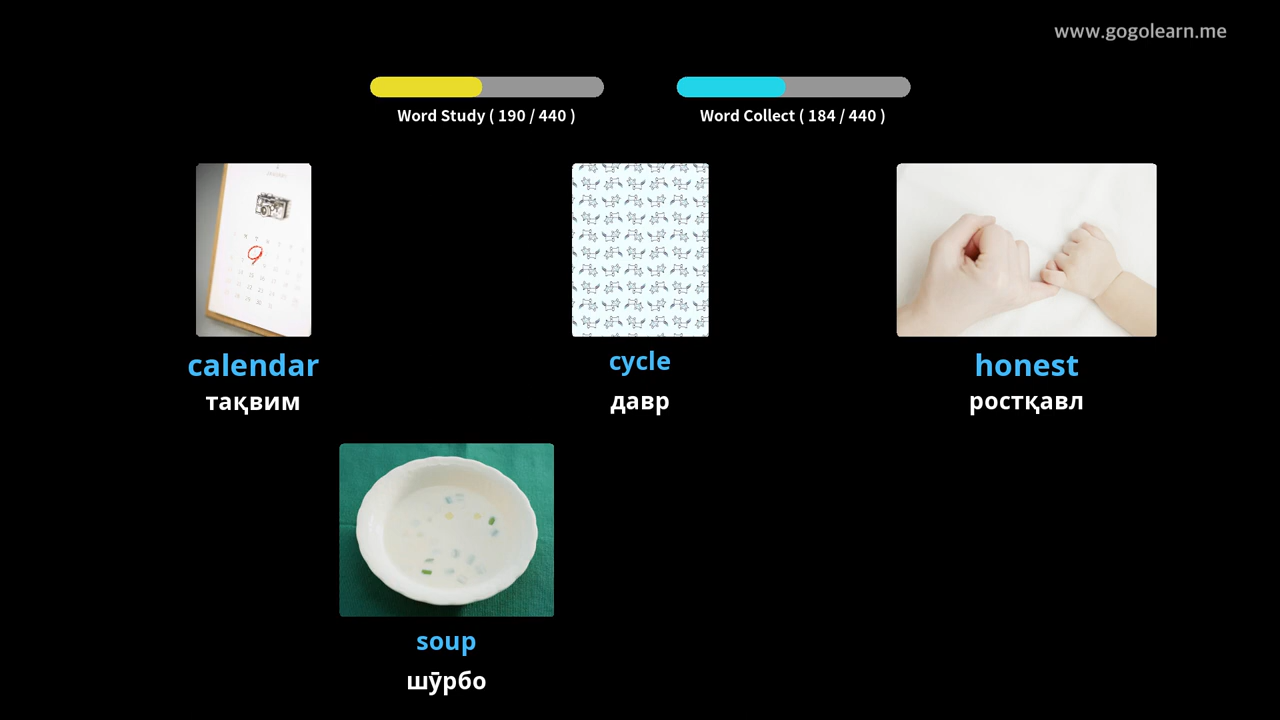 www.gogolearn.me
Word Study ( 190 / 440 )
Word Collect ( 184 / 440 )
calendar
тақвим
cycle
давр
honest
ростқавл
soup
шӯрбо